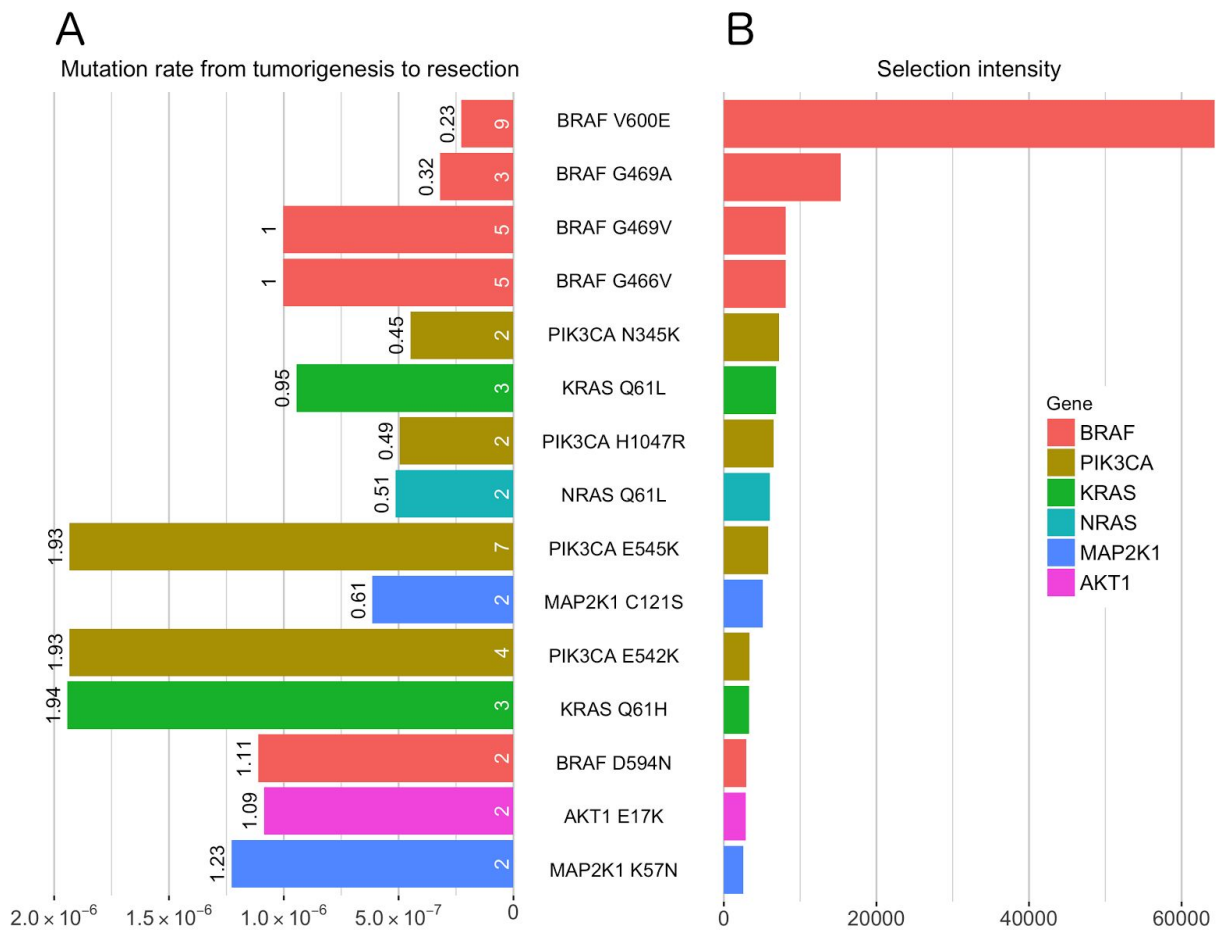 A
B
Mutation rate from tumorigenesis to resection
Selection intensity
0.23 9 BRAF V600E
0.32 3 BRAF G469A
1 5 BRAF G469V
1 5 BRAF G466V
0.45 2 PIK3CA N345K
0.95 3 KRAS Q61L
0.49 2 PIK3CA H1047R
0.51 2 NRAS Q61L
1.93 7 PIK3CA E545K
0.61 2 MAP2K1 C121S
1.93 4 PIK3CA E542K
1.94 3 KRAS Q61H
1.11 2 BRAF D594N
1.09 2 AKT1 E17K
1.23 2 MAP2K1 K57N
Gene
BRAF
PIK3CA
KRAS
NRAS
MAP2K1
AKT1
2.0 × 10⁻⁶ 1.5 × 10⁻⁶ 1.0 × 10⁻⁶ 5.0 × 10⁻⁷ 0
0 20000 40000 60000